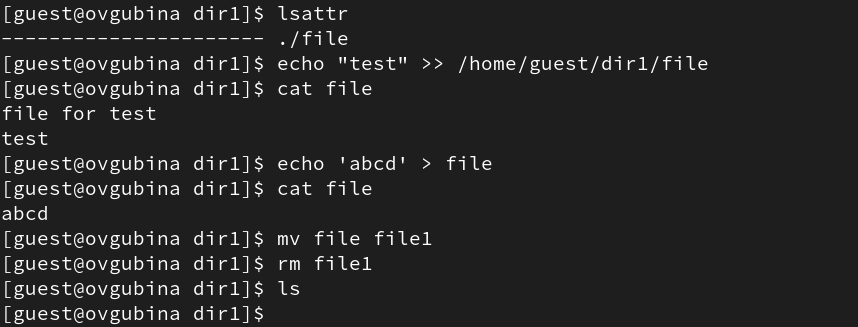 [guest@ovgubina dir1]$ lsattr
---------------------- ./file
[guest@ovgubina dir1]$ echo "test" >> /home/guest/dir1/file
[guest@ovgubina dir1]$ cat file
file for test
test
[guest@ovgubina dir1]$ echo 'abcd' > file
[guest@ovgubina dir1]$ cat file
abcd
[guest@ovgubina dir1]$ mv file file1
[guest@ovgubina dir1]$ rm file1
[guest@ovgubina dir1]$ ls
[guest@ovgubina dir1]$